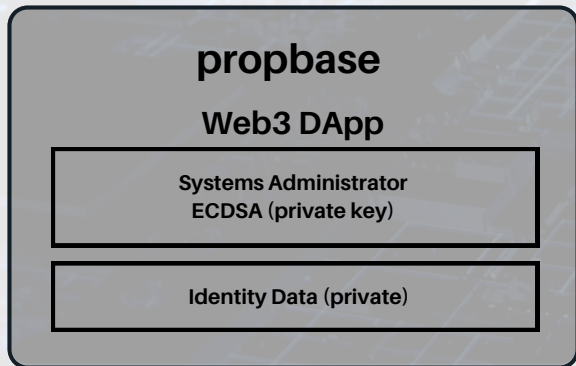 propbase
Web3 DApp
Systems Administrator
ECDSA (private key)
Identity Data (private)